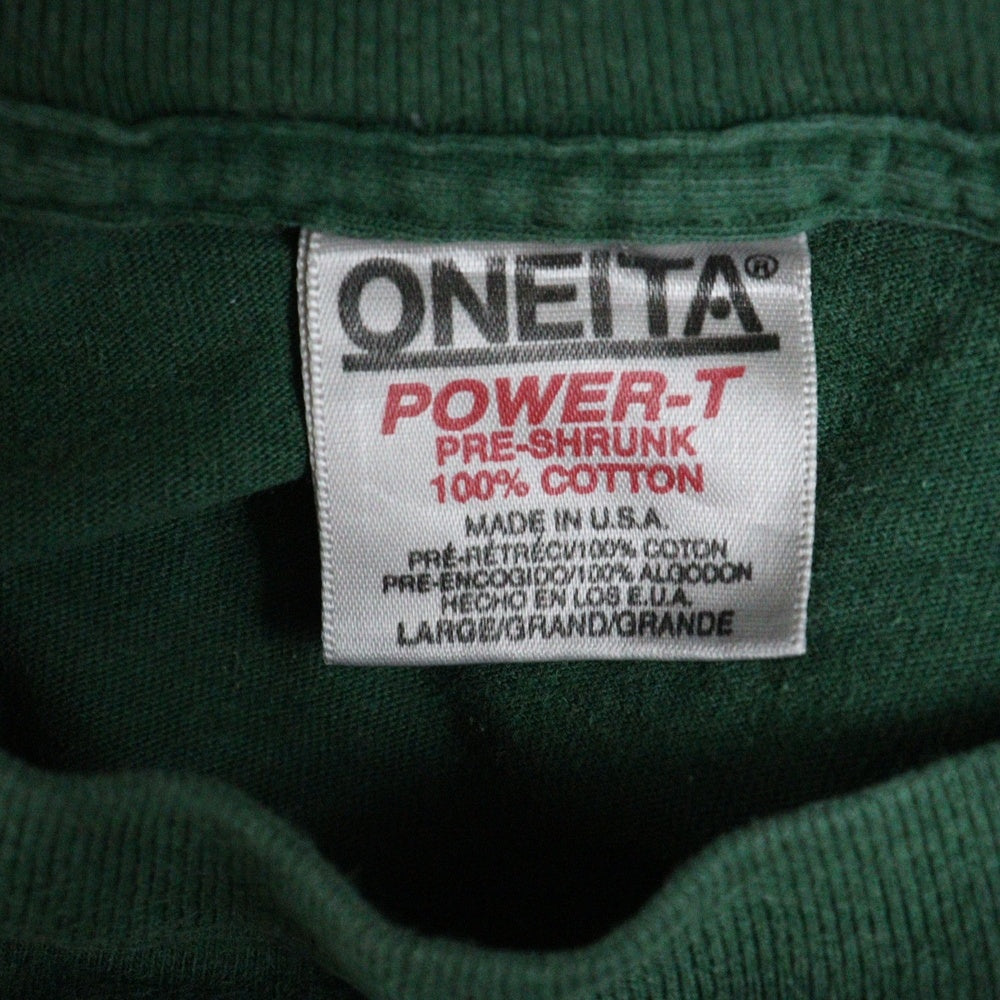 ONEITA®
POWER-T
PRE-SHRUNK
100% COTTON
MADE IN U.S.A.
PRÉ-RÉTRÉCI/100% COTON
PRE-ENCOGIDO/100% ALGODON
HECHO EN LOS E.U.A.
LARGE/GRAND/GRANDE